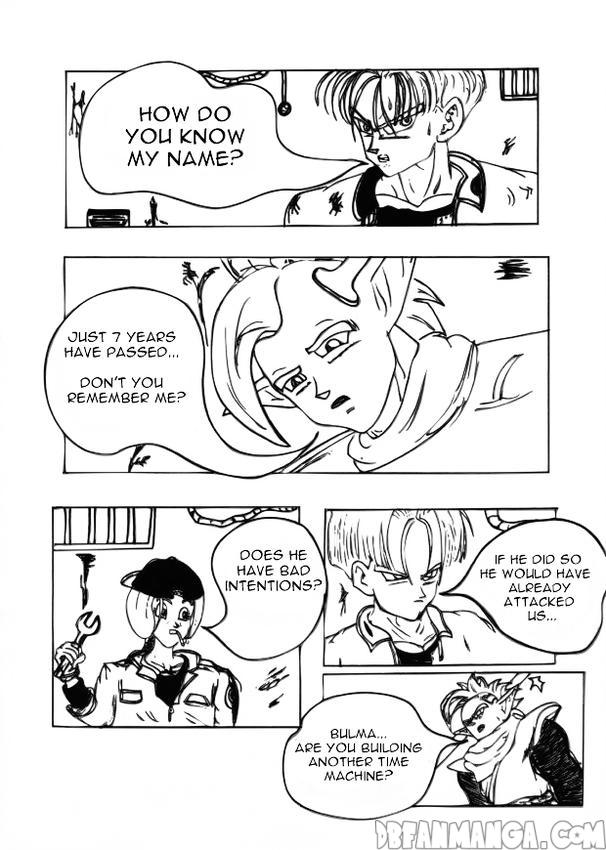 HOW DO
YOU KNOW
MY NAME?
JUST 7 YEARS
HAVE PASSED...
DON'T YOU
REMEMBER ME?
DOES HE
HAVE BAD
INTENTIONS?
IF HE DID SO
HE WOULD HAVE
ALREADY
ATTACKED
US...
BULMA...
ARE YOU BUILDING
ANOTHER TIME
MACHINE?
DBFANMANGA.COM